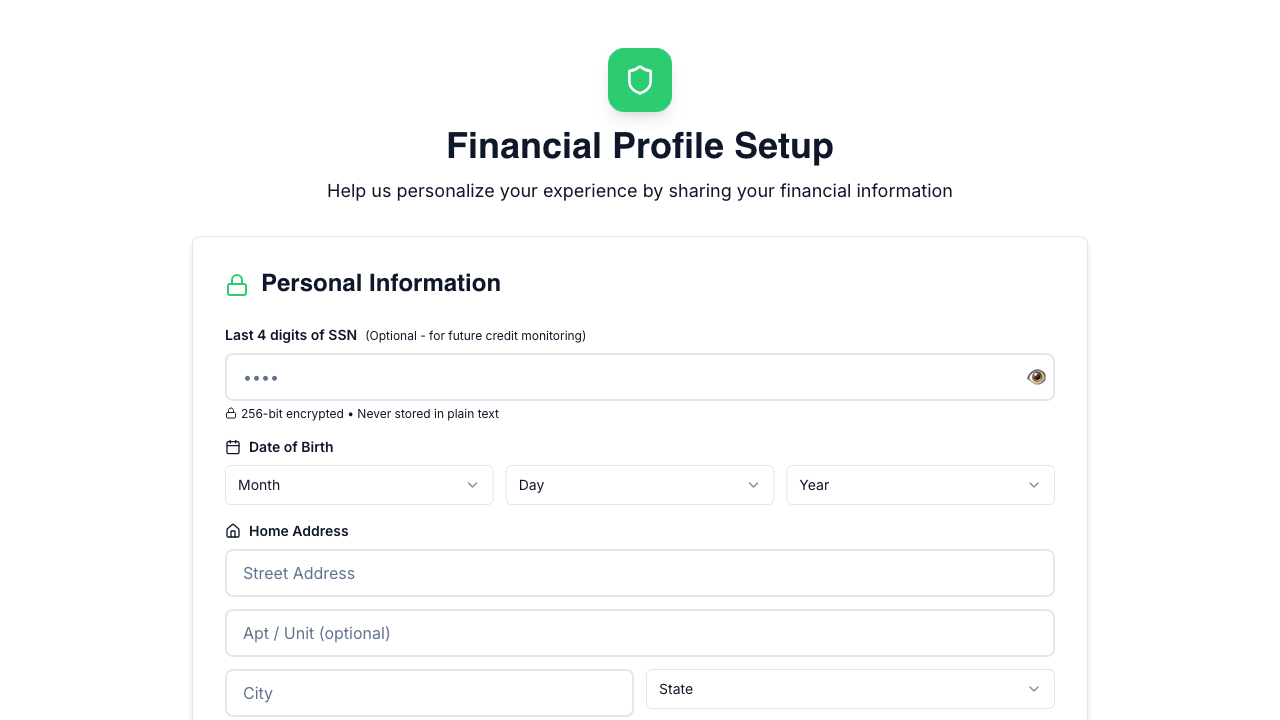 Financial Profile Setup
Help us personalize your experience by sharing your financial information
Personal Information
Last 4 digits of SSN (Optional - for future credit monitoring)
••••
256-bit encrypted • Never stored in plain text
Date of Birth
Month Day Year
Home Address
Street Address
Apt / Unit (optional)
City State